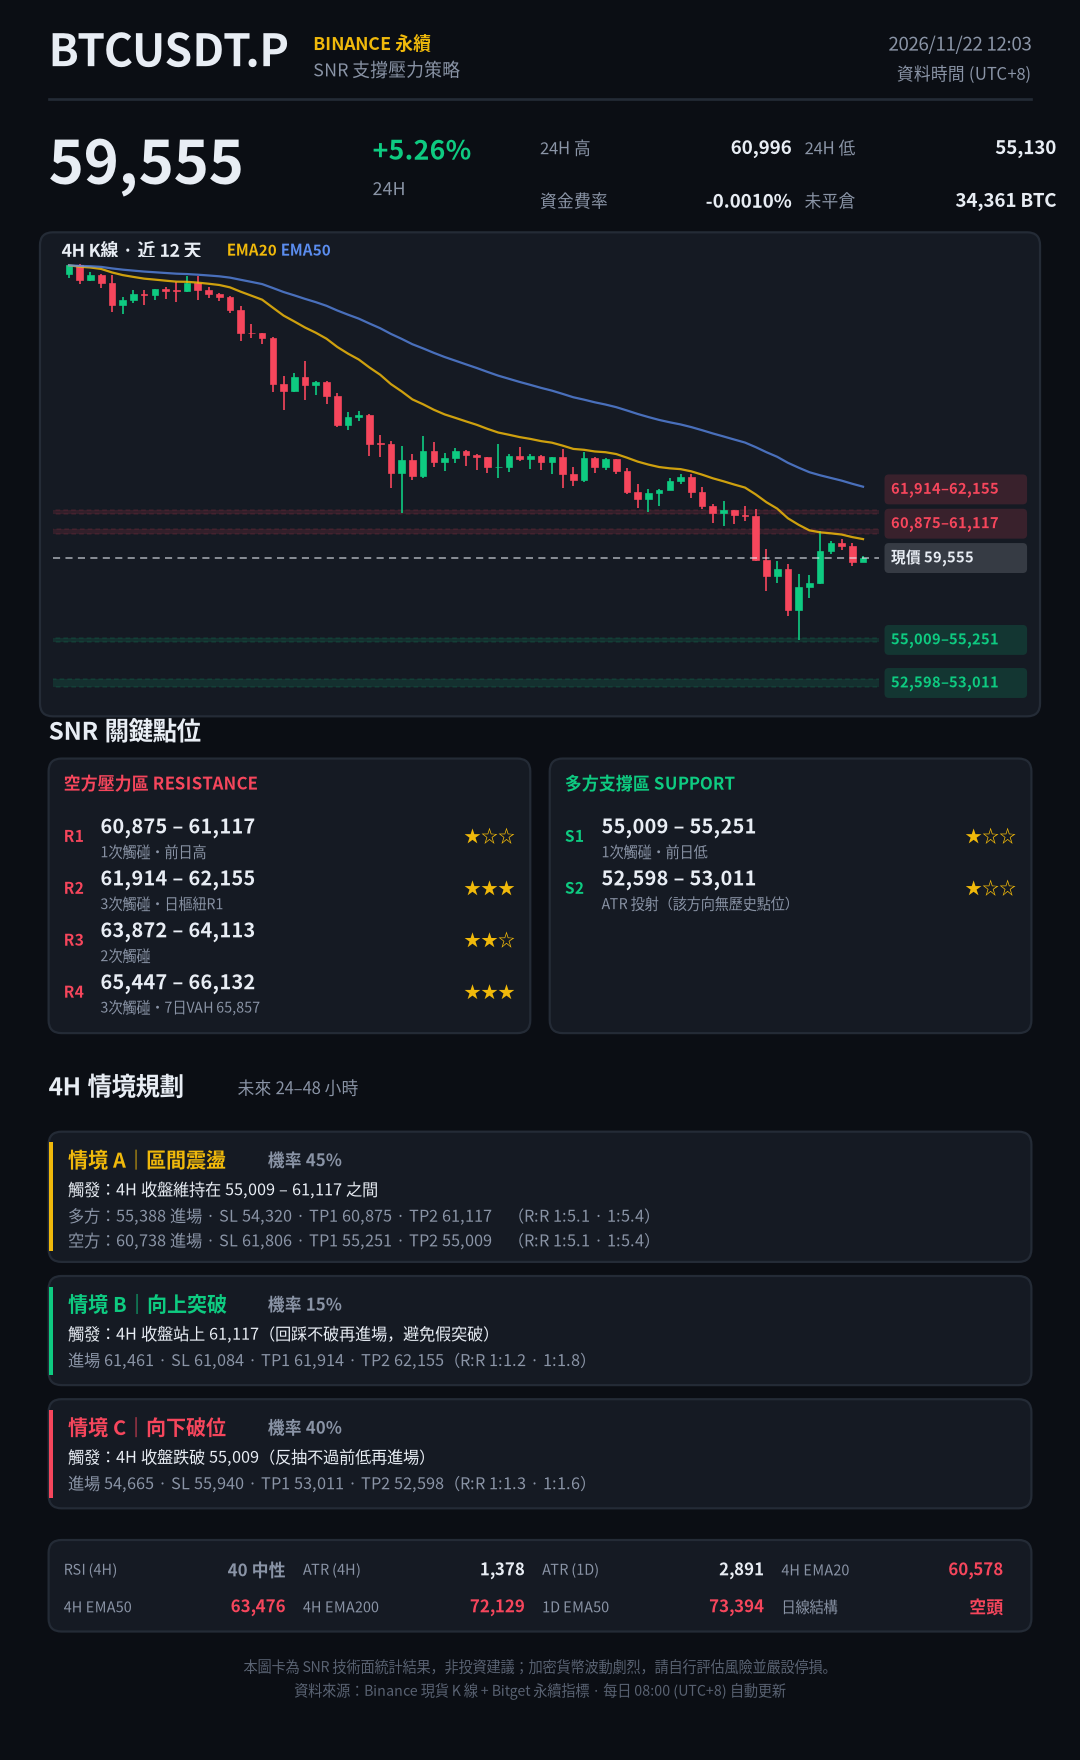 BTCUSDT.P
BINANCE 永續
SNR 支撐壓力策略
2026/11/22 12:03
資料時間 (UTC+8)
59,555
+5.26%
24H
24H 高 60,996 24H 低 55,130
資金費率 -0.0010% 未平倉 34,361 BTC
4H K線 · 近 12 天 EMA20 EMA50
61,914–62,155
60,875–61,117
現價 59,555
55,009–55,251
52,598–53,011
SNR 關鍵點位
空方壓力區 RESISTANCE
R1 60,875 – 61,117 ★☆☆
1次觸碰・前日高
R2 61,914 – 62,155 ★★★
3次觸碰・日樞紐R1
R3 63,872 – 64,113 ★★☆
2次觸碰
R4 65,447 – 66,132 ★★★
3次觸碰・7日VAH 65,857
多方支撐區 SUPPORT
S1 55,009 – 55,251 ★☆☆
1次觸碰・前日低
S2 52,598 – 53,011 ★☆☆
ATR 投射（該方向無歷史點位）
4H 情境規劃 未來 24–48 小時
情境 A｜區間震盪 機率 45%
觸發：4H 收盤維持在 55,009 – 61,117 之間
多方：55,388 進場 · SL 54,320 · TP1 60,875 · TP2 61,117 （R:R 1:5.1 · 1:5.4）
空方：60,738 進場 · SL 61,806 · TP1 55,251 · TP2 55,009 （R:R 1:5.1 · 1:5.4）
情境 B｜向上突破 機率 15%
觸發：4H 收盤站上 61,117（回踩不破再進場，避免假突破）
進場 61,461 · SL 61,084 · TP1 61,914 · TP2 62,155（R:R 1:1.2 · 1:1.8）
情境 C｜向下破位 機率 40%
觸發：4H 收盤跌破 55,009（反抽不過前低再進場）
進場 54,665 · SL 55,940 · TP1 53,011 · TP2 52,598（R:R 1:1.3 · 1:1.6）
RSI (4H) 40 中性 ATR (4H) 1,378 ATR (1D) 2,891 4H EMA20 60,578
4H EMA50 63,476 4H EMA200 72,129 1D EMA50 73,394 日線結構 空頭
本圖卡為 SNR 技術面統計結果，非投資建議；加密貨幣波動劇烈，請自行評估風險並嚴設停損。
資料來源：Binance 現貨 K 線 + Bitget 永續指標 · 每日 08:00 (UTC+8) 自動更新